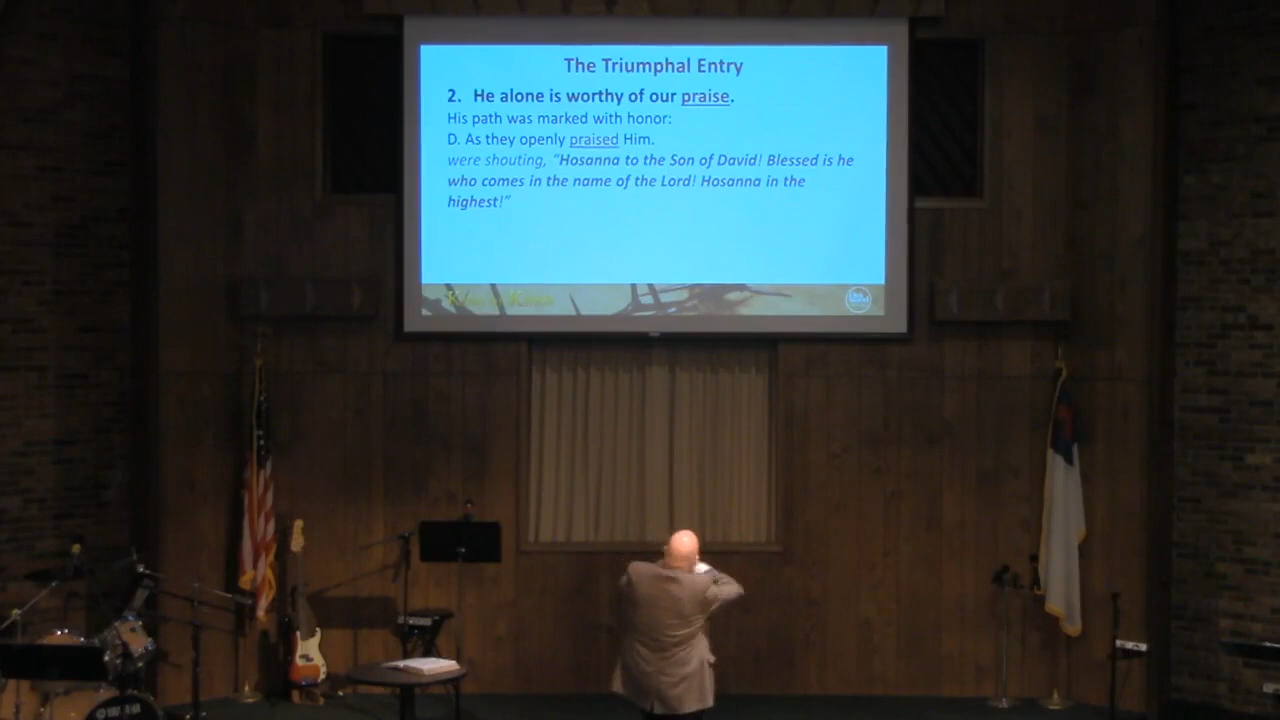 The Triumphal Entry
2. He alone is worthy of our praise.
His path was marked with honor:
D. As they openly praised Him.
were shouting, “Hosanna to the Son of David! Blessed is he
who comes in the name of the Lord! Hosanna in the
highest!”
YAMAHA